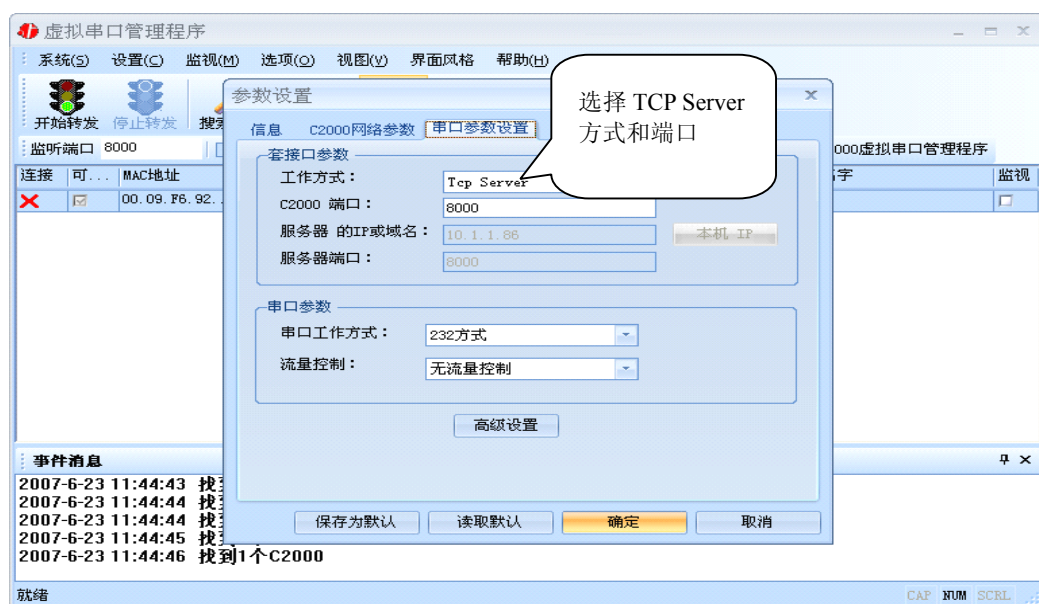 虚拟串口管理程序
系统(S) 设置(C) 监视(M) 选项(O) 视图(V) 界面风格 帮助(H)
开始转发 停止转发
监听端口 8000
000虚拟串口管理程序
连接 可... MAC地址 字 监视
00.09.F6.92.
参数设置
信息 C2000网络参数 串口参数设置
选择 TCP Server
方式和端口
套接口参数
工作方式： Tcp Server
C2000 端口： 8000
服务器 的IP或域名： 10.1.1.86 本机 IP
服务器端口： 8000
串口参数
串口工作方式： 232方式
流量控制： 无流量控制
高级设置
保存为默认 读取默认 确定 取消
事件消息
2007-6-23 11:44:43 找
2007-6-23 11:44:44 找
2007-6-23 11:44:44 找
2007-6-23 11:44:45 找
2007-6-23 11:44:46 找到1个C2000
就绪 CAP NUM SCRL